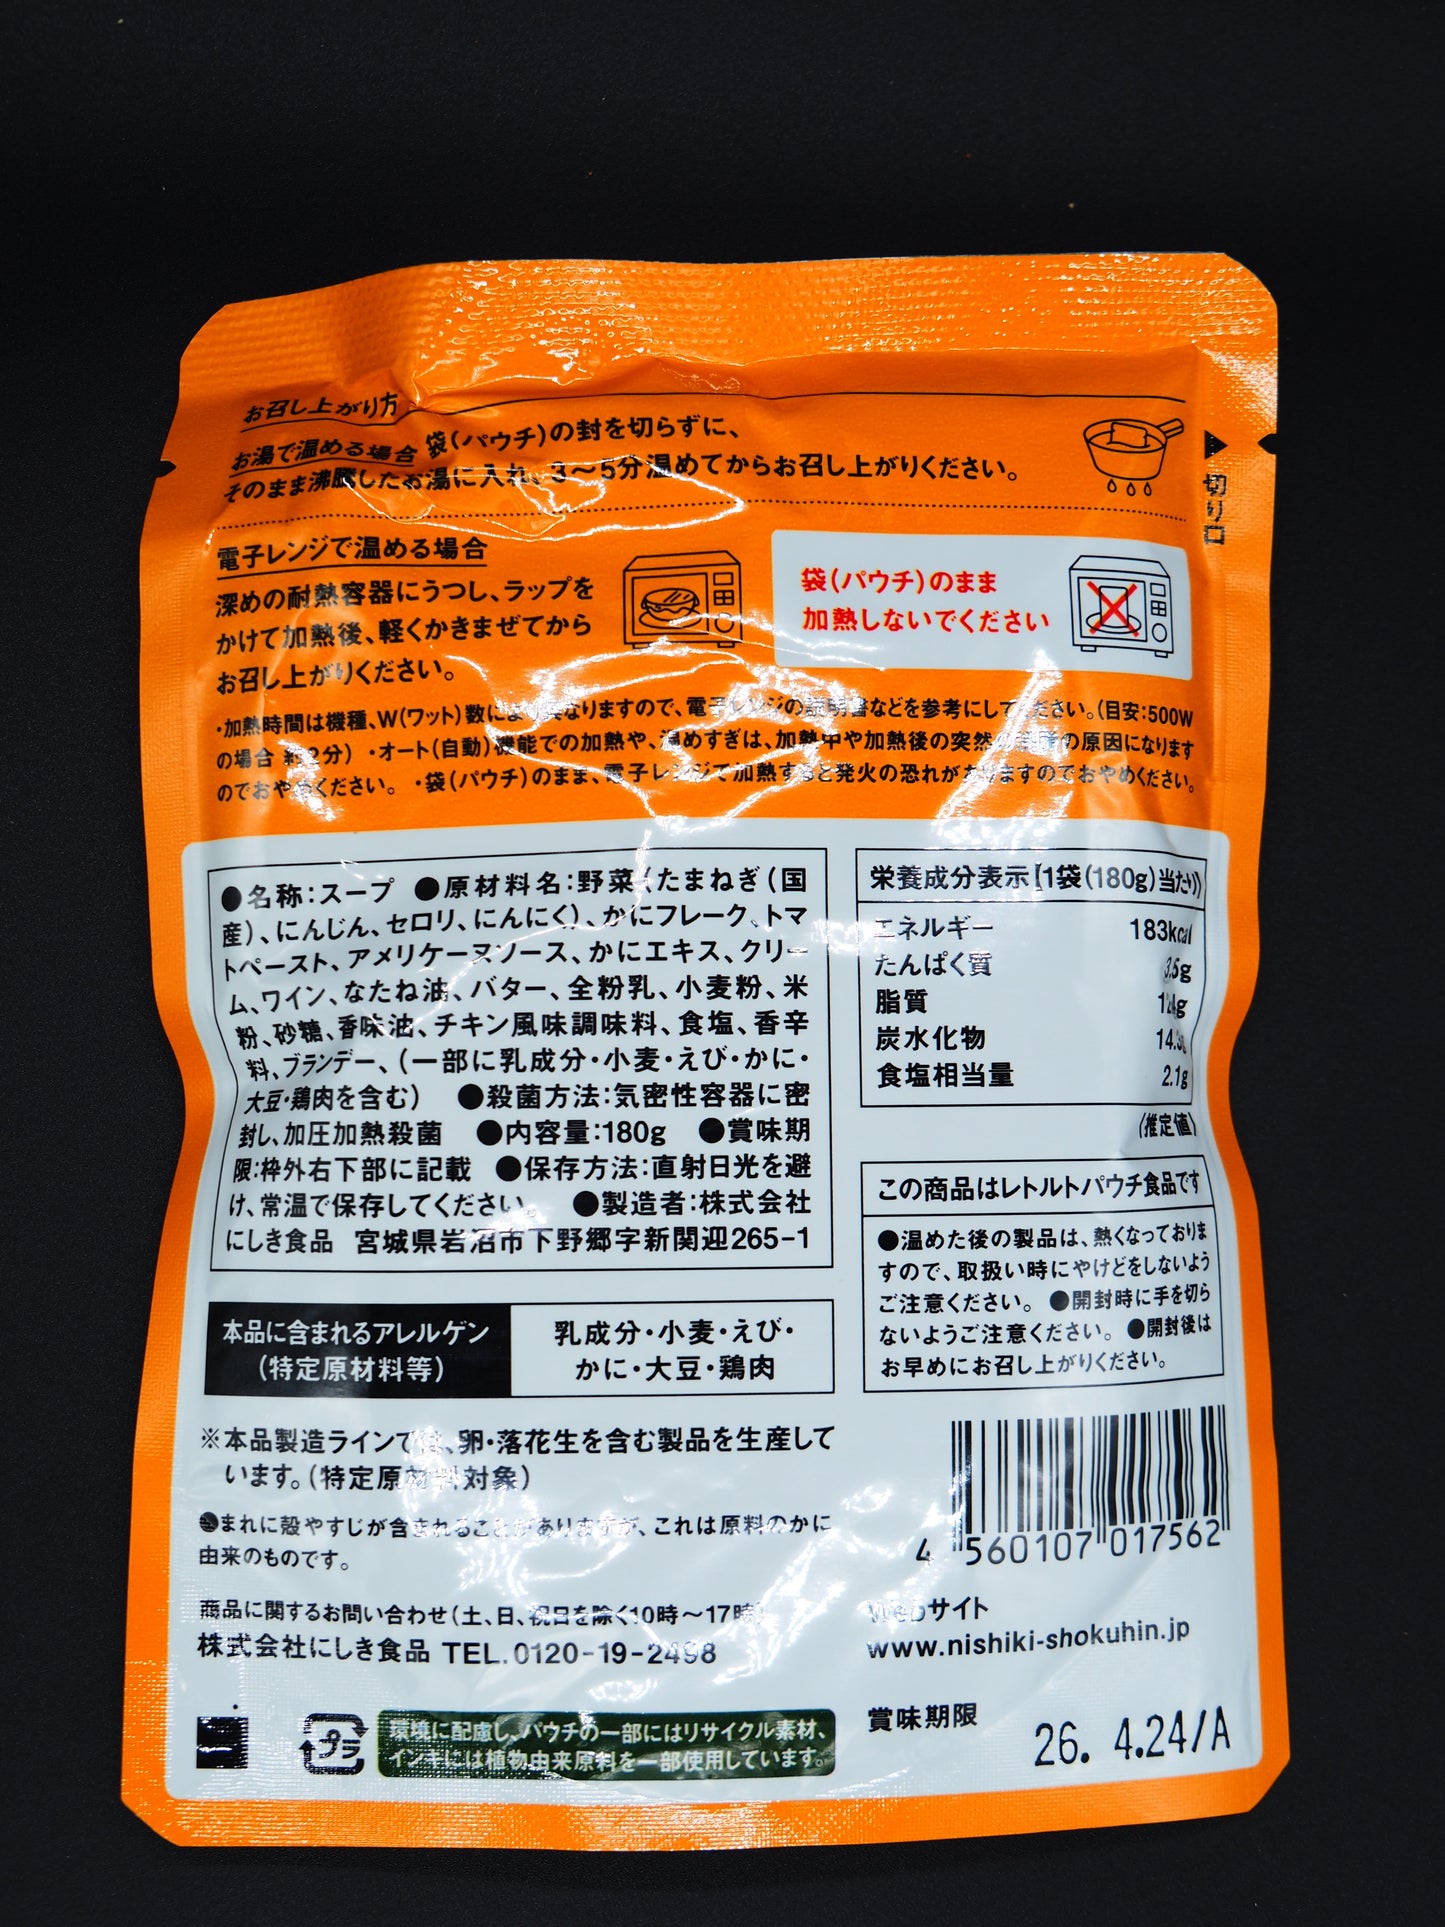 お召し上がり方
お湯で温める場合 袋(パウチ)の封を切らずに、
そのまま沸騰したお湯に入れ、3〜5分温めてからお召し上がりください。
切り口
電子レンジで温める場合
深めの耐熱容器にうつし、ラップを
かけて加熱後、軽くかきまぜてから
お召し上がりください。
袋(パウチ)のまま
加熱しないでください
・加熱時間は機種、W(ワット)数により異なりますので、電子レンジの説明書などを参考にしてください。(目安:500W
の場合 約2分) ・オート(自動)機能での加熱や、温めすぎは、加熱中や加熱後の突然の の原因になります
のでおやめください。 ・袋(パウチ)のまま、電子レンジで加熱すると発火の恐れがありますのでおやめください。
●名称:スープ ●原材料名:野菜(たまねぎ(国
産)、にんじん、セロリ、にんにく)、かにフレーク、トマ
トペースト、アメリケーヌソース、かにエキス、クリー
ム、ワイン、なたね油、バター、全粉乳、小麦粉、米
粉、砂糖、香味油、チキン風味調味料、食塩、香辛
料、ブランデー、(一部に乳成分・小麦・えび・かに・
大豆・鶏肉を含む) ●殺菌方法:気密性容器に密
封し、加圧加熱殺菌 ●内容量:180g ●賞味期
限:枠外右下部に記載 ●保存方法:直射日光を避
け、常温で保存してください。 ●製造者:株式会社
にしき食品 宮城県岩沼市下野郷字新関迎265-1
栄養成分表示【1袋(180g)当たり】
エネルギー 183kcal
たんぱく質 3.5g
脂質
炭水化物
食塩相当量 2.1g
(推定値)
この商品はレトルトパウチ食品です
●温めた後の製品は、熱くなっておりま
すので、取扱い時にやけどをしないよう
ご注意ください。 ●開封時に手を切ら
ないようご注意ください。 ●開封後は
お早めにお召し上がりください。
本品に含まれるアレルゲン
(特定原材料等)
乳成分・小麦・えび・
かに・大豆・鶏肉
※本品製造ラインでは、卵・落花生を含む製品を生産して
います。(特定原材料対象)
●まれに殻やすじが含まれることがありますが、これは原料のかに
由来のものです。
4 560107 017562
商品に関するお問い合わせ(土、日、祝日を除く10時〜17時)
株式会社にしき食品 TEL.0120-19-2498
Webサイト
www.nishiki-shokuhin.jp
プラ
環境に配慮し、パウチの一部にはリサイクル素材、
インキには植物由来原料を一部使用しています。
賞味期限 26. 4.24/A